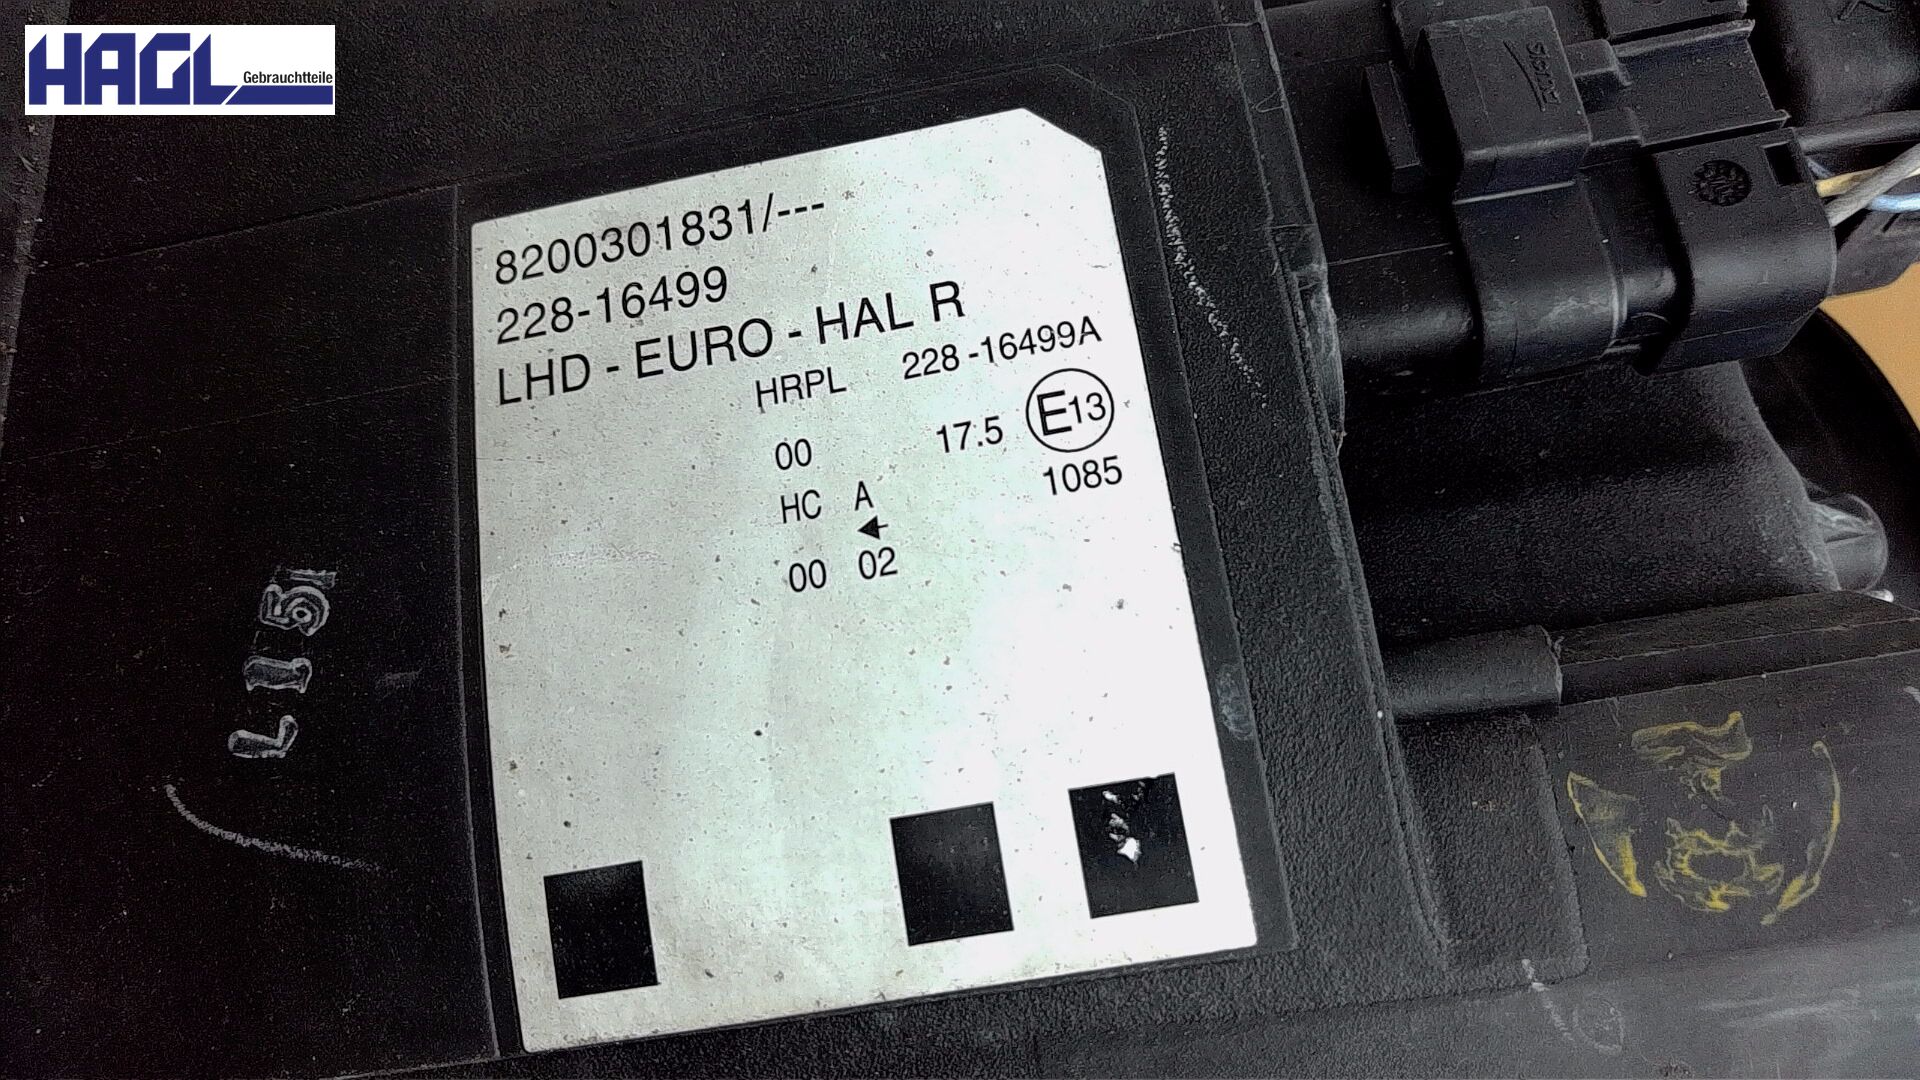 HAGL
Gebrauchtteile
8200301831/---
228-16499
LHD - EURO - HAL R
HRPL 228 -16499A
00 17.5 E13
HC A 1085
00 02